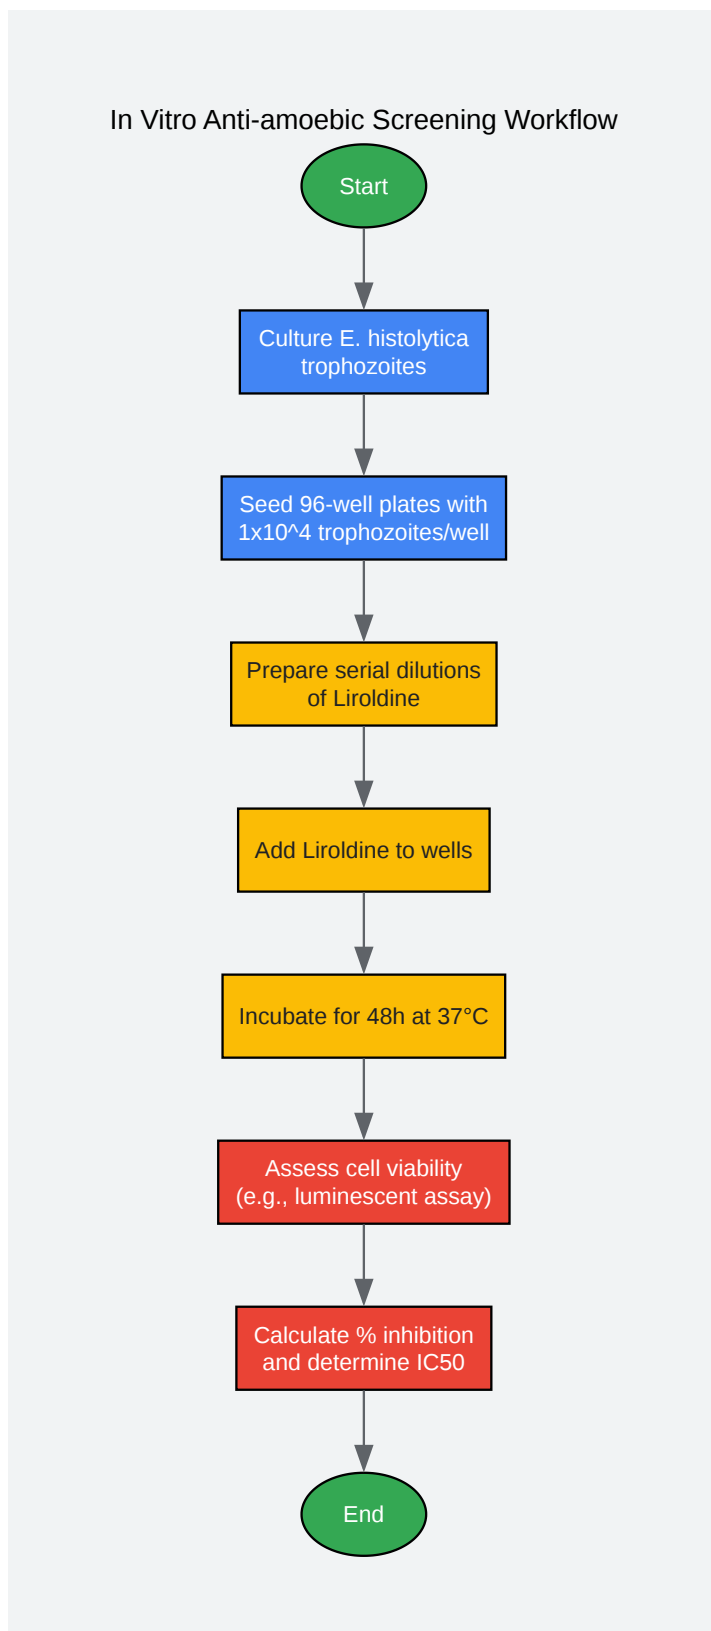 In Vitro Anti-amoebic Screening Workflow
Start
Culture E. histolytica
trophozoites
Seed 96-well plates with
1x10^4 trophozoites/well
Prepare serial dilutions
of Liroldine
Add Liroldine to wells
Incubate for 48h at 37°C
Assess cell viability
(e.g., luminescent assay)
Calculate % inhibition
and determine IC50
End